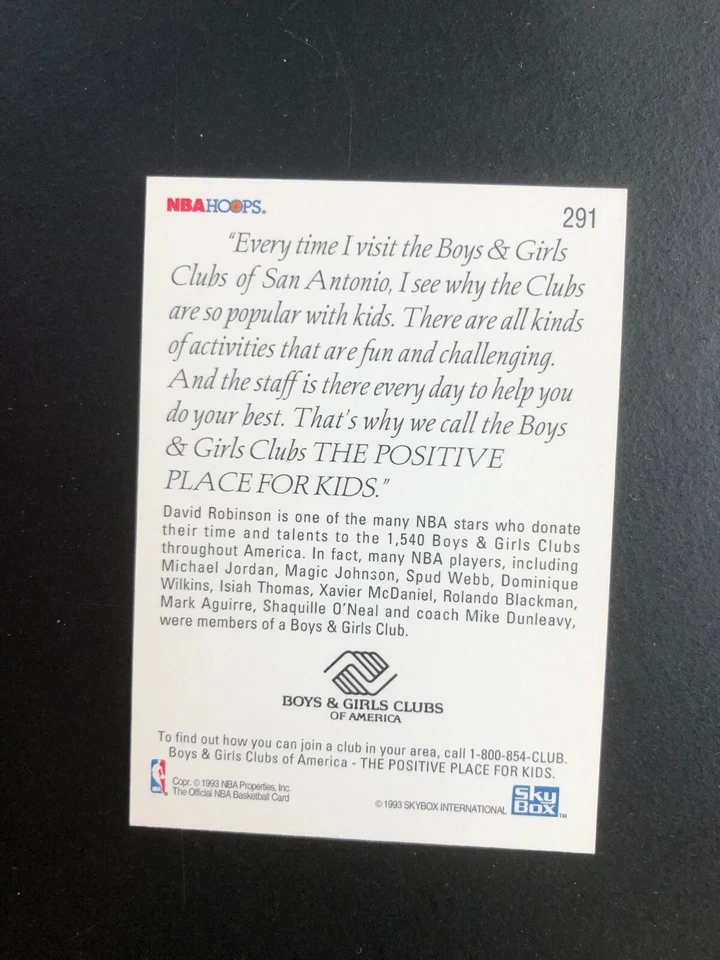 NBA HOOPS®
291
"Every time I visit the Boys & Girls
Clubs of San Antonio, I see why the Clubs
are so popular with kids. There are all kinds
of activities that are fun and challenging.
And the staff is there every day to help you
do your best. That's why we call the Boys
& Girls Clubs THE POSITIVE
PLACE FOR KIDS."
David Robinson is one of the many NBA stars who donate
their time and talents to the 1,540 Boys & Girls Clubs
throughout America. In fact, many NBA players, including
Michael Jordan, Magic Johnson, Spud Webb, Dominique
Wilkins, Isiah Thomas, Xavier McDaniel, Rolando Blackman,
Mark Aguirre, Shaquille O'Neal and coach Mike Dunleavy,
were members of a Boys & Girls Club.
BOYS & GIRLS CLUBS
OF AMERICA
To find out how you can join a club in your area, call 1-800-854-CLUB.
Boys & Girls Clubs of America - THE POSITIVE PLACE FOR KIDS.
Copr. © 1993 NBA Properties, Inc.
The Official NBA Basketball Card
© 1993 SKYBOX INTERNATIONAL
Sky
Box™